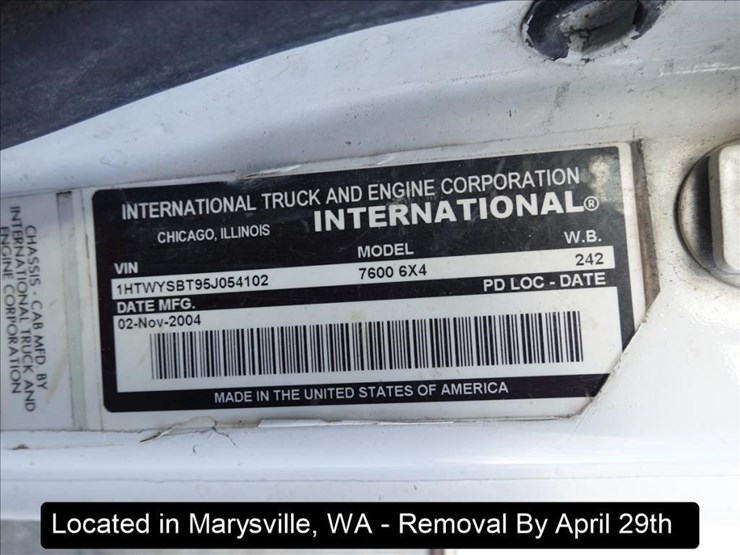 INTERNATIONAL TRUCK AND ENGINE CORPORATION
CHICAGO, ILLINOIS
INTERNATIONAL®
VIN
MODEL
W.B.
1HTWYSBT95J054102
7600 6X4
242
DATE MFG.
PD LOC - DATE
02-Nov-2004
MADE IN THE UNITED STATES OF AMERICA
CHASSIS - CAB MFD. BY
INTERNATIONAL TRUCK AND
ENGINE CORPORATION
Located in Marysville, WA - Removal By April 29th